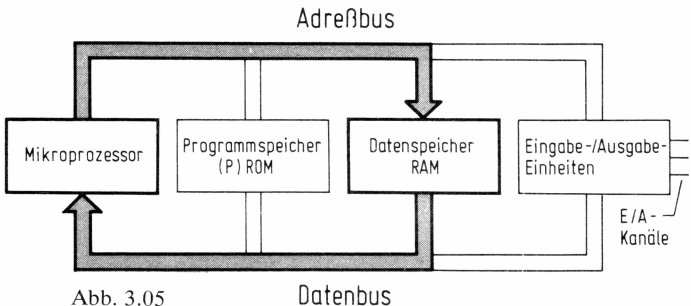 Adreßbus
Mikroprozessor
Programmspeicher
(P) ROM
Datenspeicher
RAM
Eingabe-/Ausgabe-
Einheiten
E/A-
Kanäle
Abb. 3.05
Datenbus